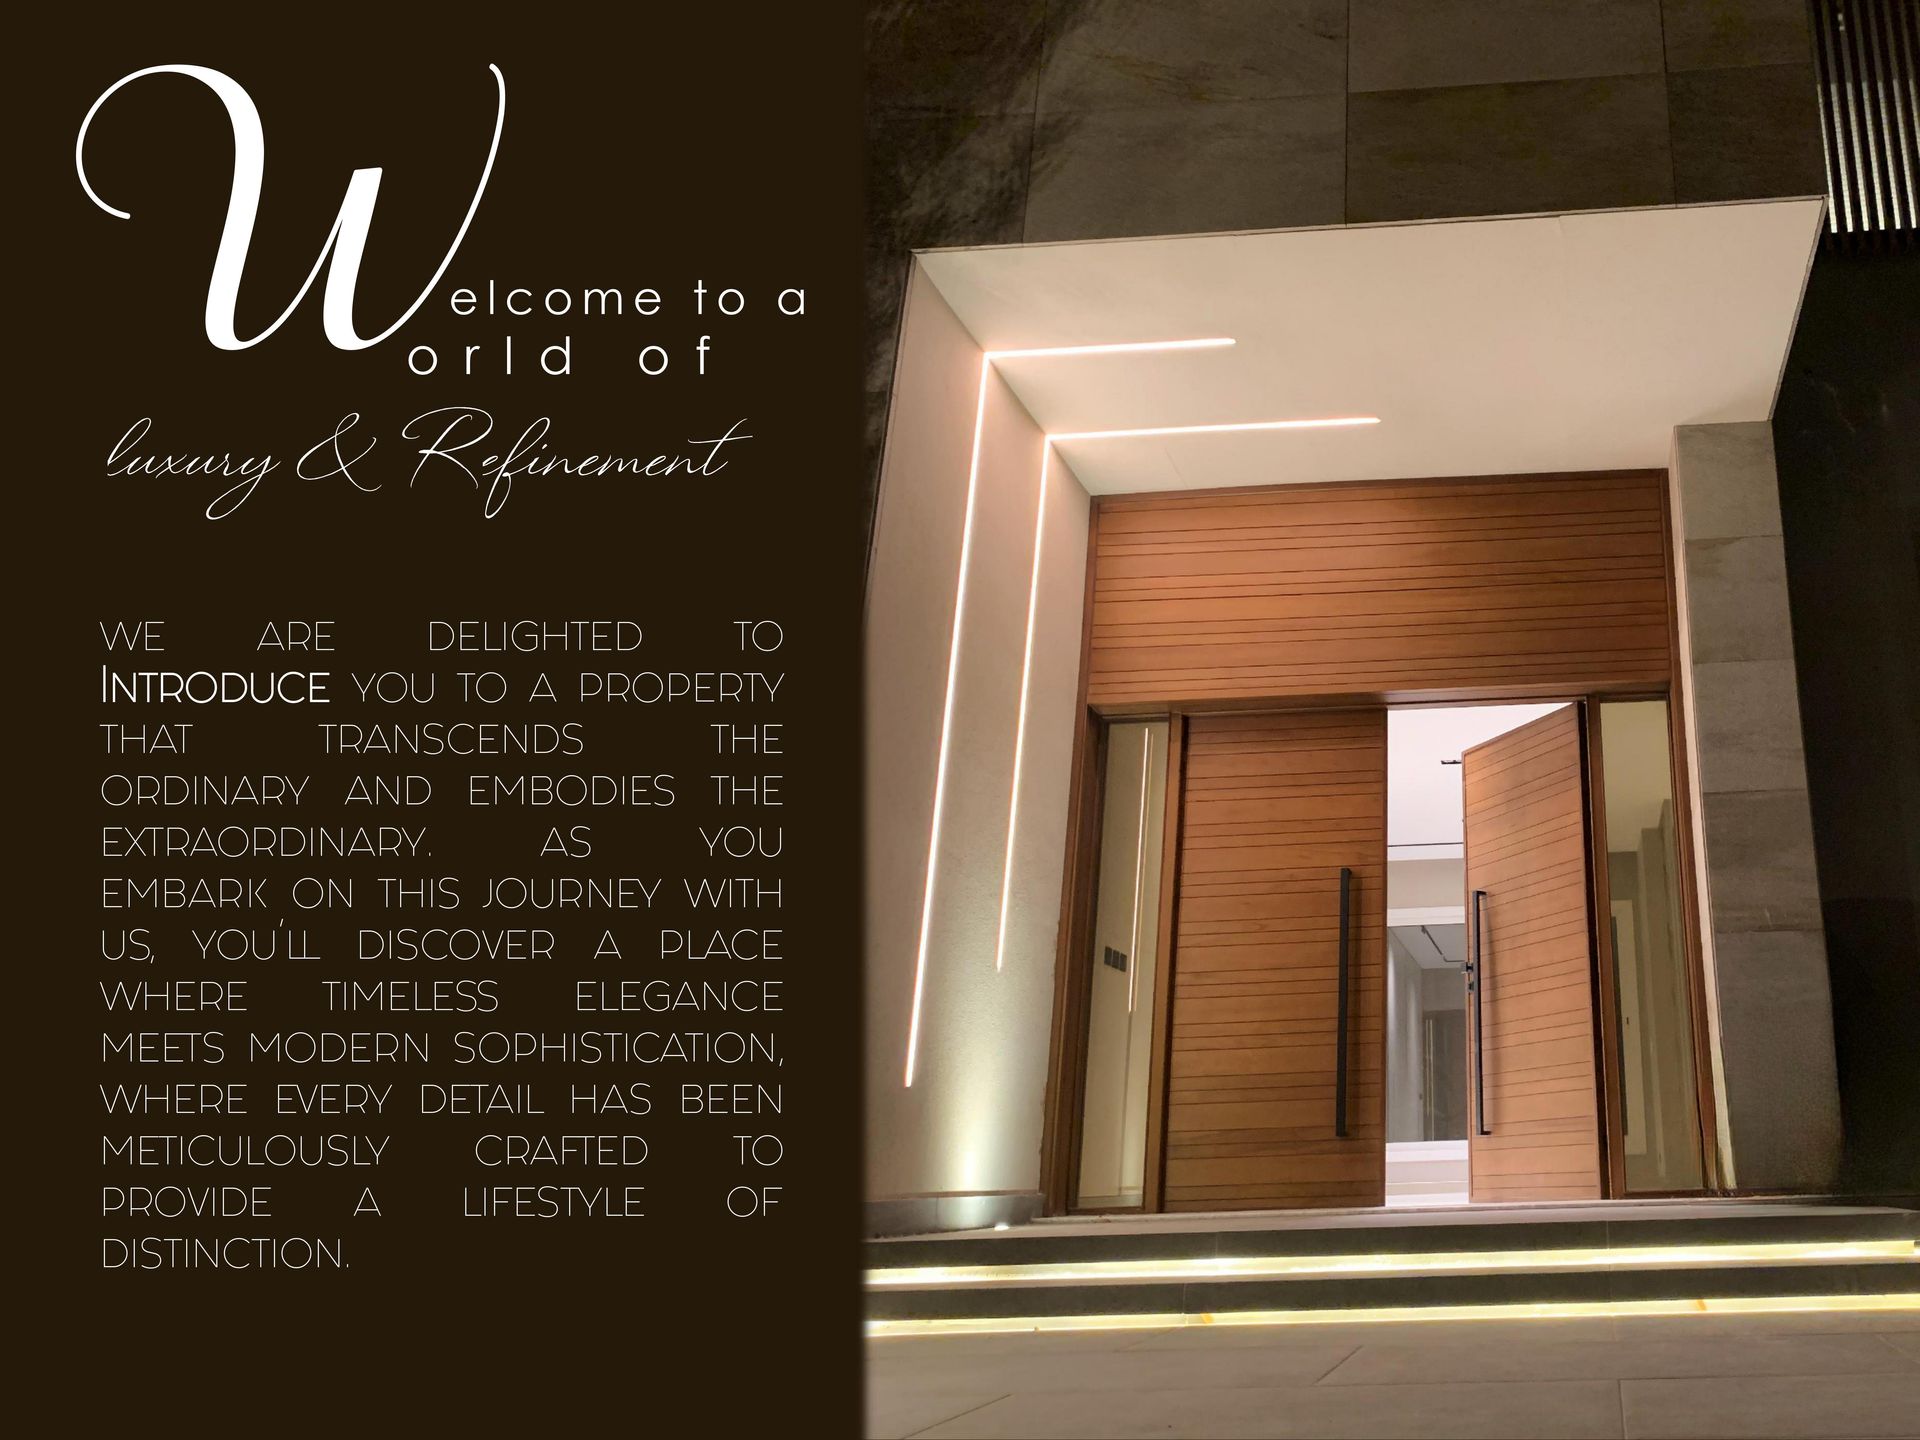 Welcome to a
World of
luxury & Refinement
WE ARE DELIGHTED TO
INTRODUCE YOU TO A PROPERTY
THAT TRANSCENDS THE
ORDINARY AND EMBODIES THE
EXTRAORDINARY. AS YOU
EMBARK ON THIS JOURNEY WITH
US, YOU'LL DISCOVER A PLACE
WHERE TIMELESS ELEGANCE
MEETS MODERN SOPHISTICATION,
WHERE EVERY DETAIL HAS BEEN
METICULOUSLY CRAFTED TO
PROVIDE A LIFESTYLE OF
DISTINCTION.